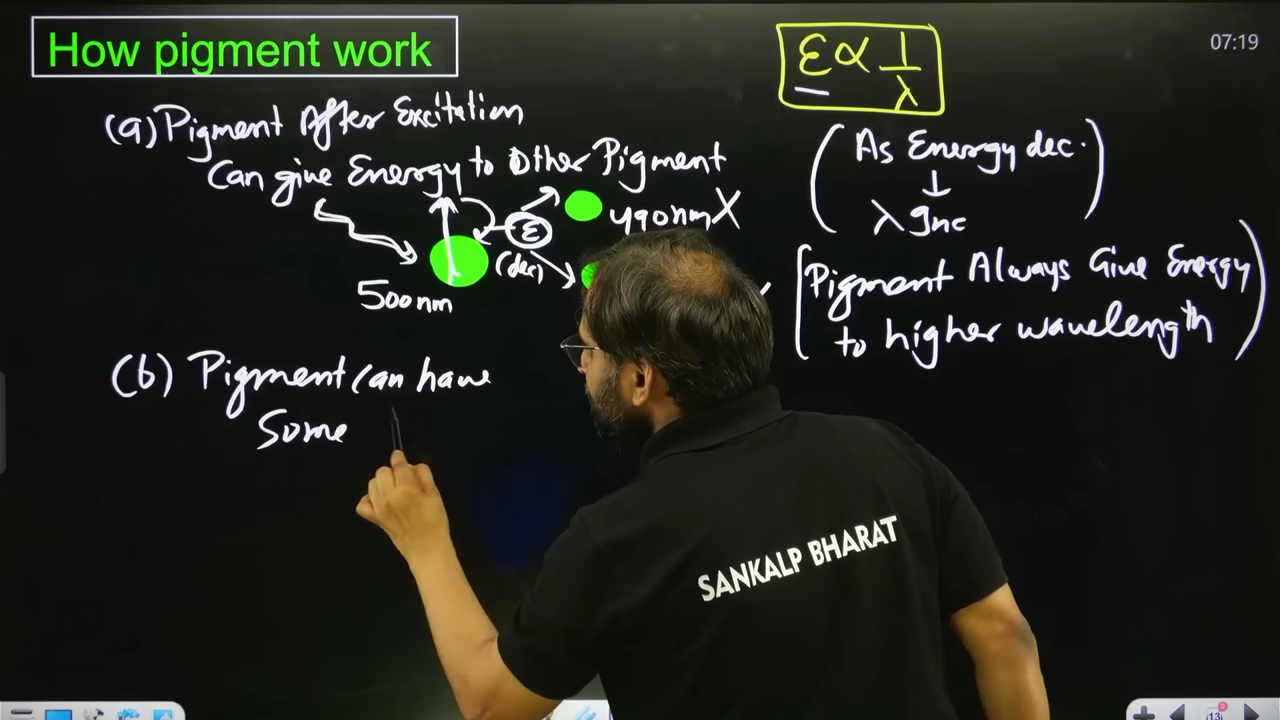 How pigment work
ε ∝ 1/λ
07:19
(a) Pigment After Excitation
Can give Energy to Other Pigment
490nm X
ε
(dec)
500nm
(As Energy dec.
↓
λ Inc)
[Pigment Always Give Energy
to higher wavelength)
(b) Pigment Can have
Some
SANKALP BHARAT
13